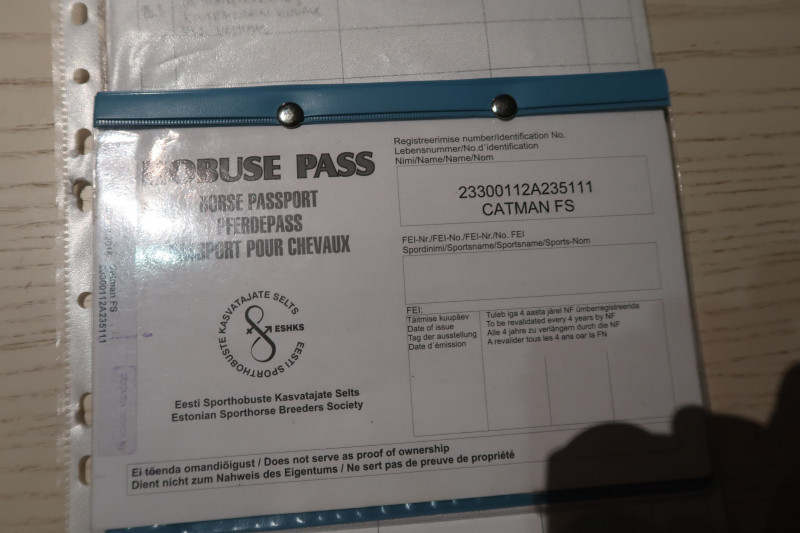 HOBUSE PASS
HORSE PASSPORT
PFERDEPASS
PASSPORT POUR CHEVAUX
EESTI SPORTHOBUSTE KASVATAJATE SELTS
ESHKS
Eesti Sporthobuste Kasvatajate Selts
Estonian Sporthorse Breeders Society
Registreerimise number/Identification No.
Lebensnummer/No.d´identification
Nimi/Name/Name/Nom
23300112A235111
CATMAN FS
FEI-Nr./FEI-No./FEI-Nr./No. FEI
Spordinimi/Sportsname/Sportsname/Sports-Nom
FEI;
Täitmise kuupäev
Date of issue
Tag der ausstellung
Date d´émission
Tuleb iga 4 aasta järel NF ümberregistreerida
To be revalidated every 4 years by NF
Alle 4 jahre zu verlängern durch die NF
A revalider tous les 4 ans oar la FN
Ei tõenda omandiõigust / Does not serve as proof of ownership
Dient nicht zum Nahweis des Eigentums / Ne sert pas de preuve de propriété
Catman FS
23300112A235111